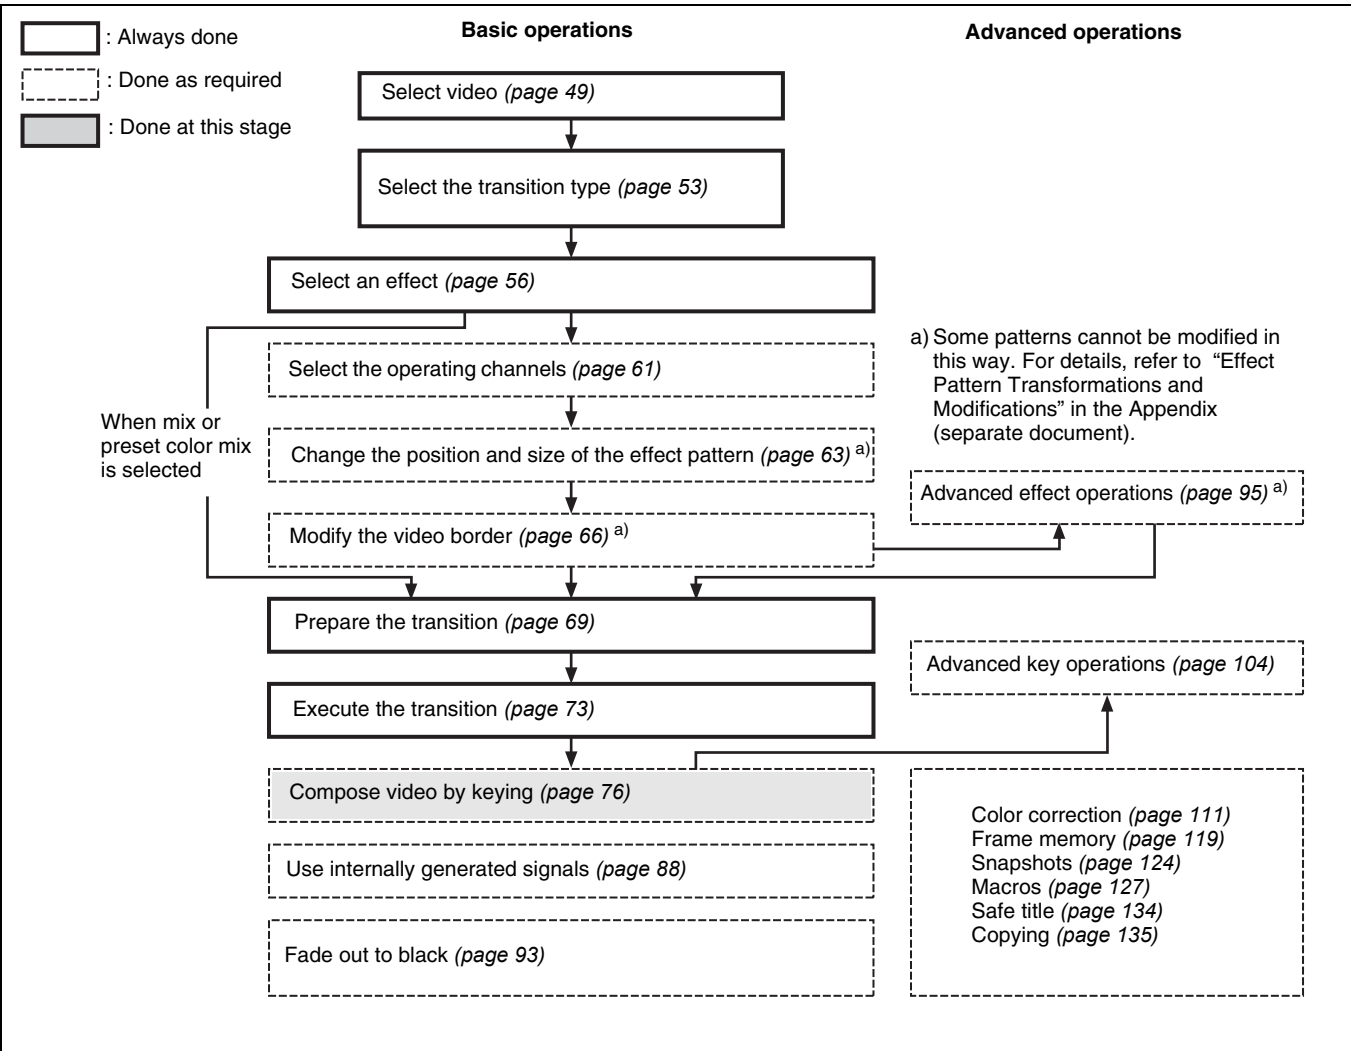 Basic operations
Advanced operations
: Always done
: Done as required
: Done at this stage
Select video (page 49)
Select the transition type (page 53)
Select an effect (page 56)
Select the operating channels (page 61)
When mix or
preset color mix
is selected
Change the position and size of the effect pattern (page 63) a)
Modify the video border (page 66) a)
a) Some patterns cannot be modified in
this way. For details, refer to “Effect
Pattern Transformations and
Modifications” in the Appendix
(separate document).
Advanced effect operations (page 95) a)
Prepare the transition (page 69)
Execute the transition (page 73)
Advanced key operations (page 104)
Compose video by keying (page 76)
Use internally generated signals (page 88)
Fade out to black (page 93)
Color correction (page 111)
Frame memory (page 119)
Snapshots (page 124)
Macros (page 127)
Safe title (page 134)
Copying (page 135)